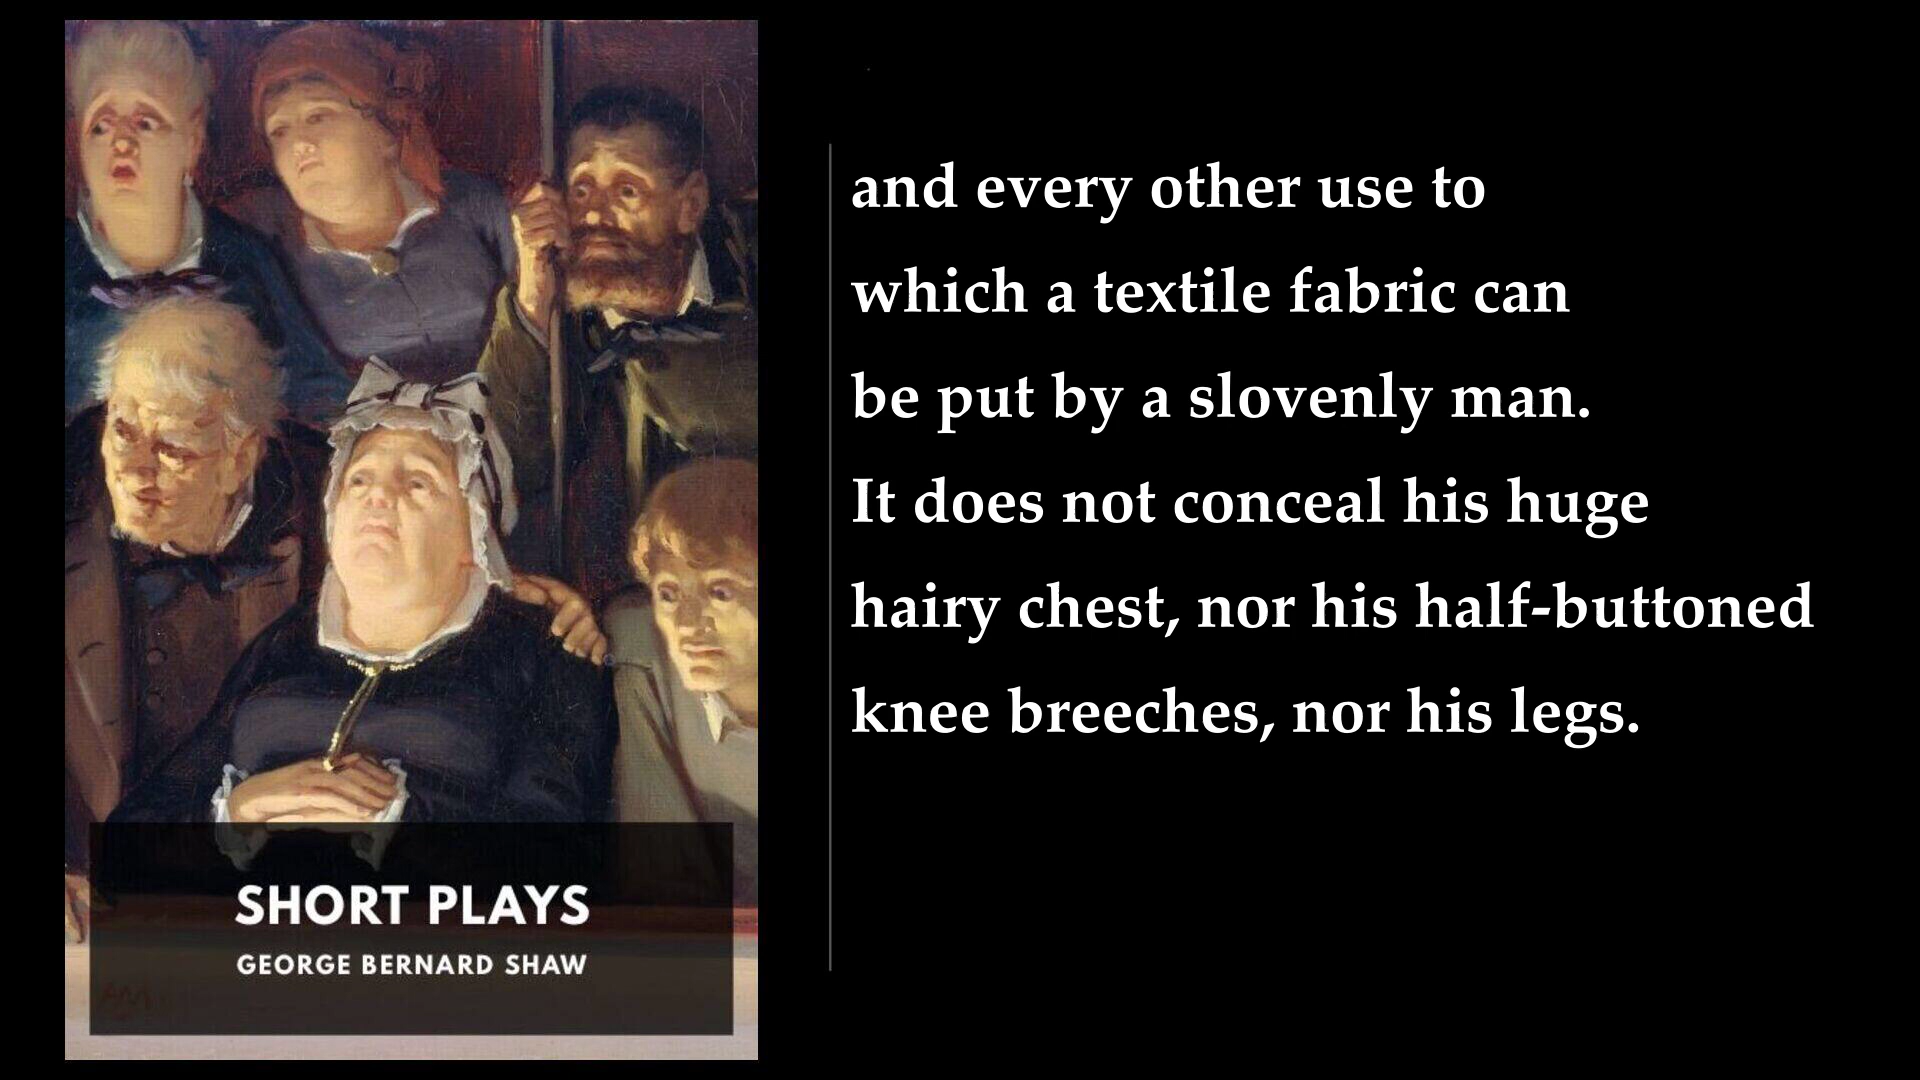 and every other use to
which a textile fabric can
be put by a slovenly man.
It does not conceal his huge
hairy chest, nor his half-buttoned
knee breeches, nor his legs.
SHORT PLAYS
GEORGE BERNARD SHAW